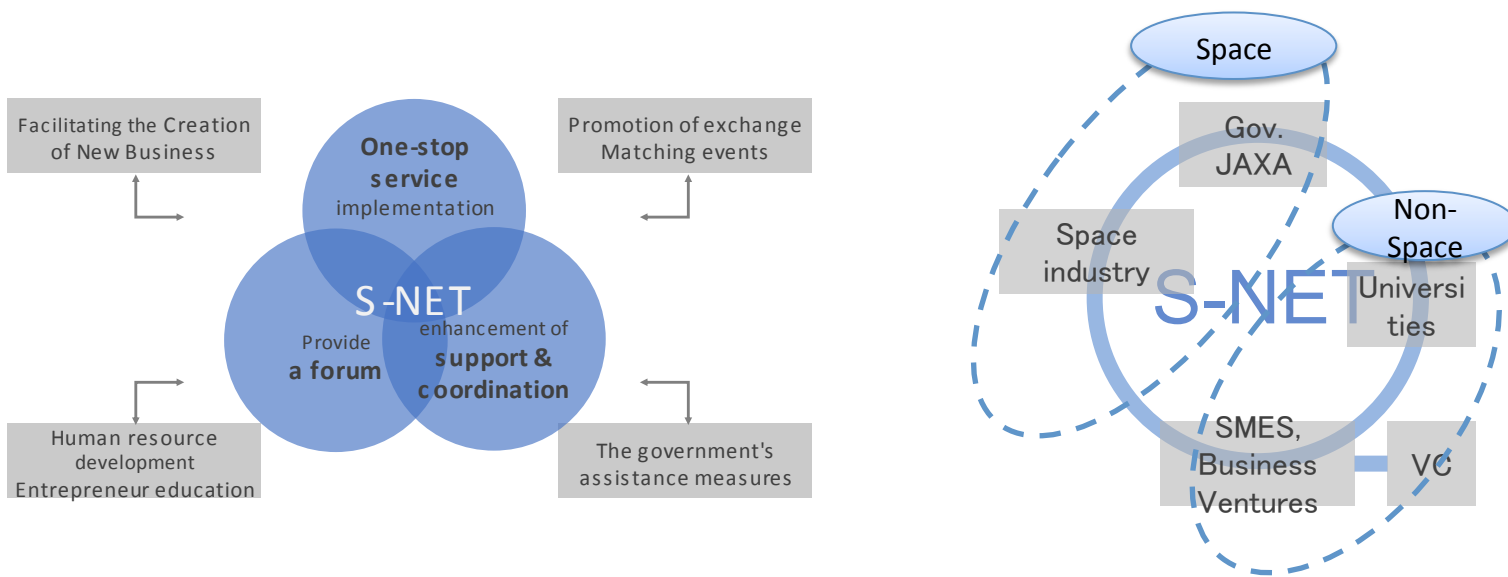 Facilitating the Creation
of New Business
One-stop
service
implementation
Promotion of exchange
Matching events
S-NET
Provide
a forum
enhancement of
support &
coordination
Human resource
development
Entrepreneur education
The government's
assistance measures
Space
Gov.
JAXA
Non-
Space
Space
industry
S-NET
Universi
ties
SMES,
Business
Ventures
VC